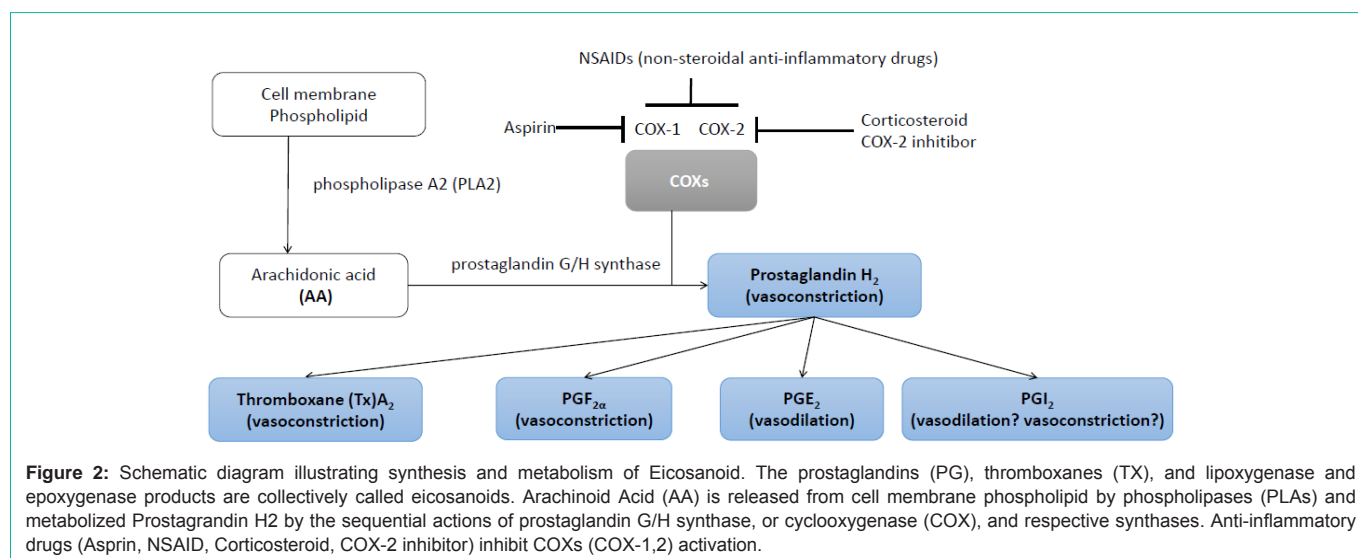 NSAIDs (non-steroidal anti-inflammatory drugs)
Cell membrane
Phospholipid
Aspirin
COX-1 COX-2
Corticosteroid
COX-2 inhitibor
COXs
phospholipase A2 (PLA2)
Arachidonic acid
(AA)
prostaglandin G/H synthase
Prostaglandin H2
(vasoconstriction)
Thromboxane (Tx)A2
(vasoconstriction)
PGF2α
(vasoconstriction)
PGE2
(vasodilation)
PGI2
(vasodilation? vasoconstriction?)
Figure 2: Schematic diagram illustrating synthesis and metabolism of Eicosanoid. The prostaglandins (PG), thromboxanes (TX), and lipoxygenase and
epoxygenase products are collectively called eicosanoids. Arachinoid Acid (AA) is released from cell membrane phospholipid by phospholipases (PLAs) and
metabolized Prostagrandin H2 by the sequential actions of prostaglandin G/H synthase, or cyclooxygenase (COX), and respective synthases. Anti-inflammatory
drugs (Asprin, NSAID, Corticosteroid, COX-2 inhibitor) inhibit COXs (COX-1,2) activation.